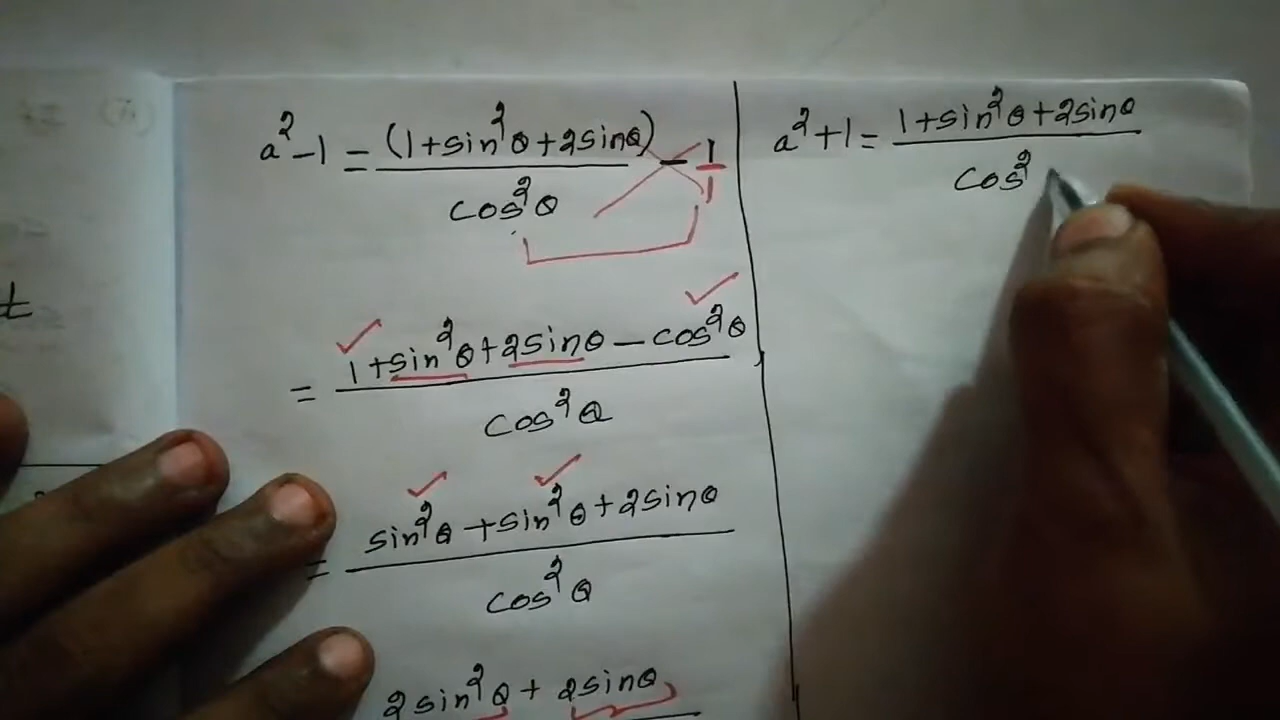 t
a²-1 = (1+sin²θ+2sinθ)/cos²θ - 1/1
= 1+sin²θ+2sinθ-cos²θ/cos²θ
= sin²θ+sin²θ+2sinθ/cos²θ
2sin²θ+2sinθ
a²+1 = 1+sin²θ+2sinθ/cos²